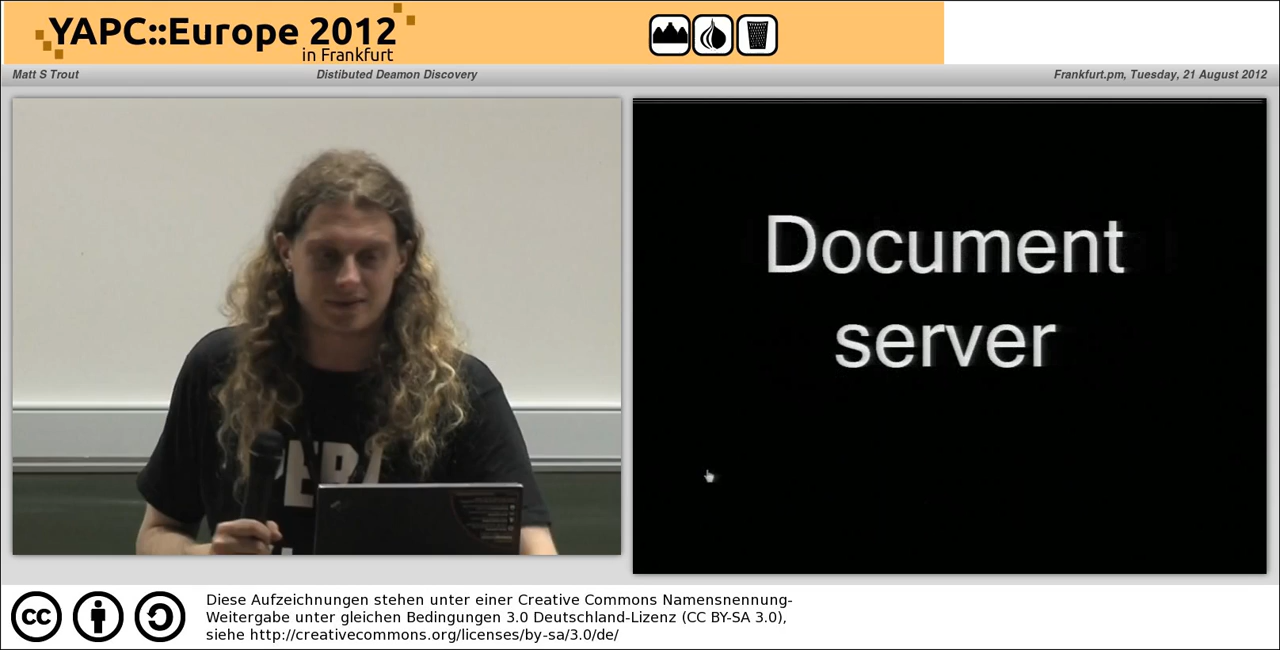 YAPC::Europe 2012
in Frankfurt
Matt S Trout
Distibuted Deamon Discovery
Frankfurt.pm, Tuesday, 21 August 2012
Document
server
PERL
cc
Diese Aufzeichnungen stehen unter einer Creative Commons Namensnennung-
Weitergabe unter gleichen Bedingungen 3.0 Deutschland-Lizenz (CC BY-SA 3.0),
siehe http://creativecommons.org/licenses/by-sa/3.0/de/